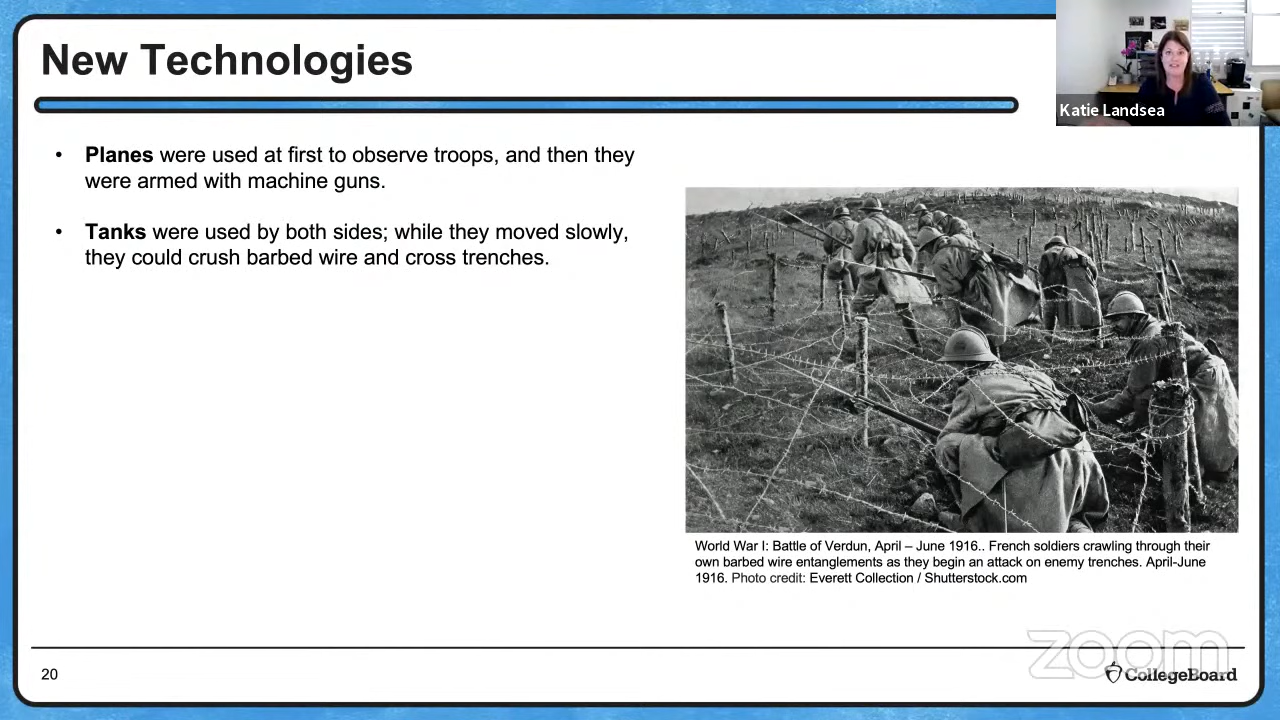 New Technologies
Katie Landsea
• Planes were used at first to observe troops, and then they
were armed with machine guns.
• Tanks were used by both sides; while they moved slowly,
they could crush barbed wire and cross trenches.
World War I: Battle of Verdun, April – June 1916.. French soldiers crawling through their
own barbed wire entanglements as they begin an attack on enemy trenches. April-June
1916. Photo credit: Everett Collection / Shutterstock.com
zoom
20
CollegeBoard